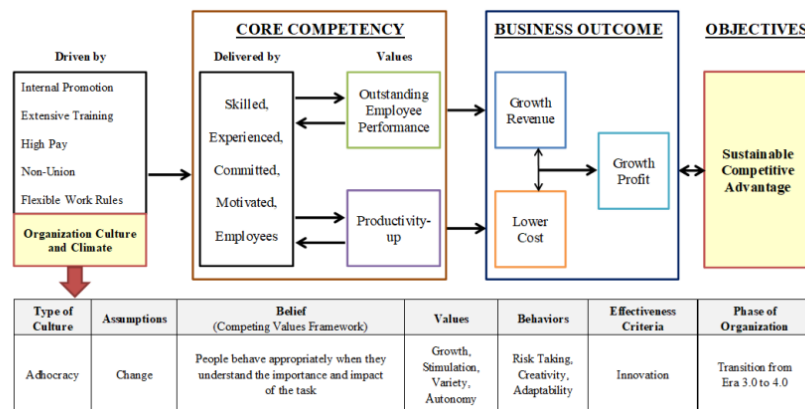 CORE COMPETENCY
BUSINESS OUTCOME
OBJECTIVES
Driven by
Delivered by
Values
Internal Promotion
Extensive Training
High Pay
Non-Union
Flexible Work Rules
Organization Culture
and Climate
Skilled,
Experienced,
Committed,
Motivated,
Employees
Outstanding
Employee
Performance
Productivity-
up
Growth
Revenue
Lower
Cost
Growth
Profit
Sustainable
Competitive
Advantage
Type of
Culture
Assumptions
Belief
(Competing Values Framework)
Values
Behaviors
Effectiveness
Criteria
Phase of
Organization
Adhocracy
Change
People behave appropriately when they
understand the importance and impact
of the task
Growth,
Stimulation,
Variety,
Autonomy
Risk Taking,
Creativity,
Adaptability
Innovation
Transition from
Era 3.0 to 4.0